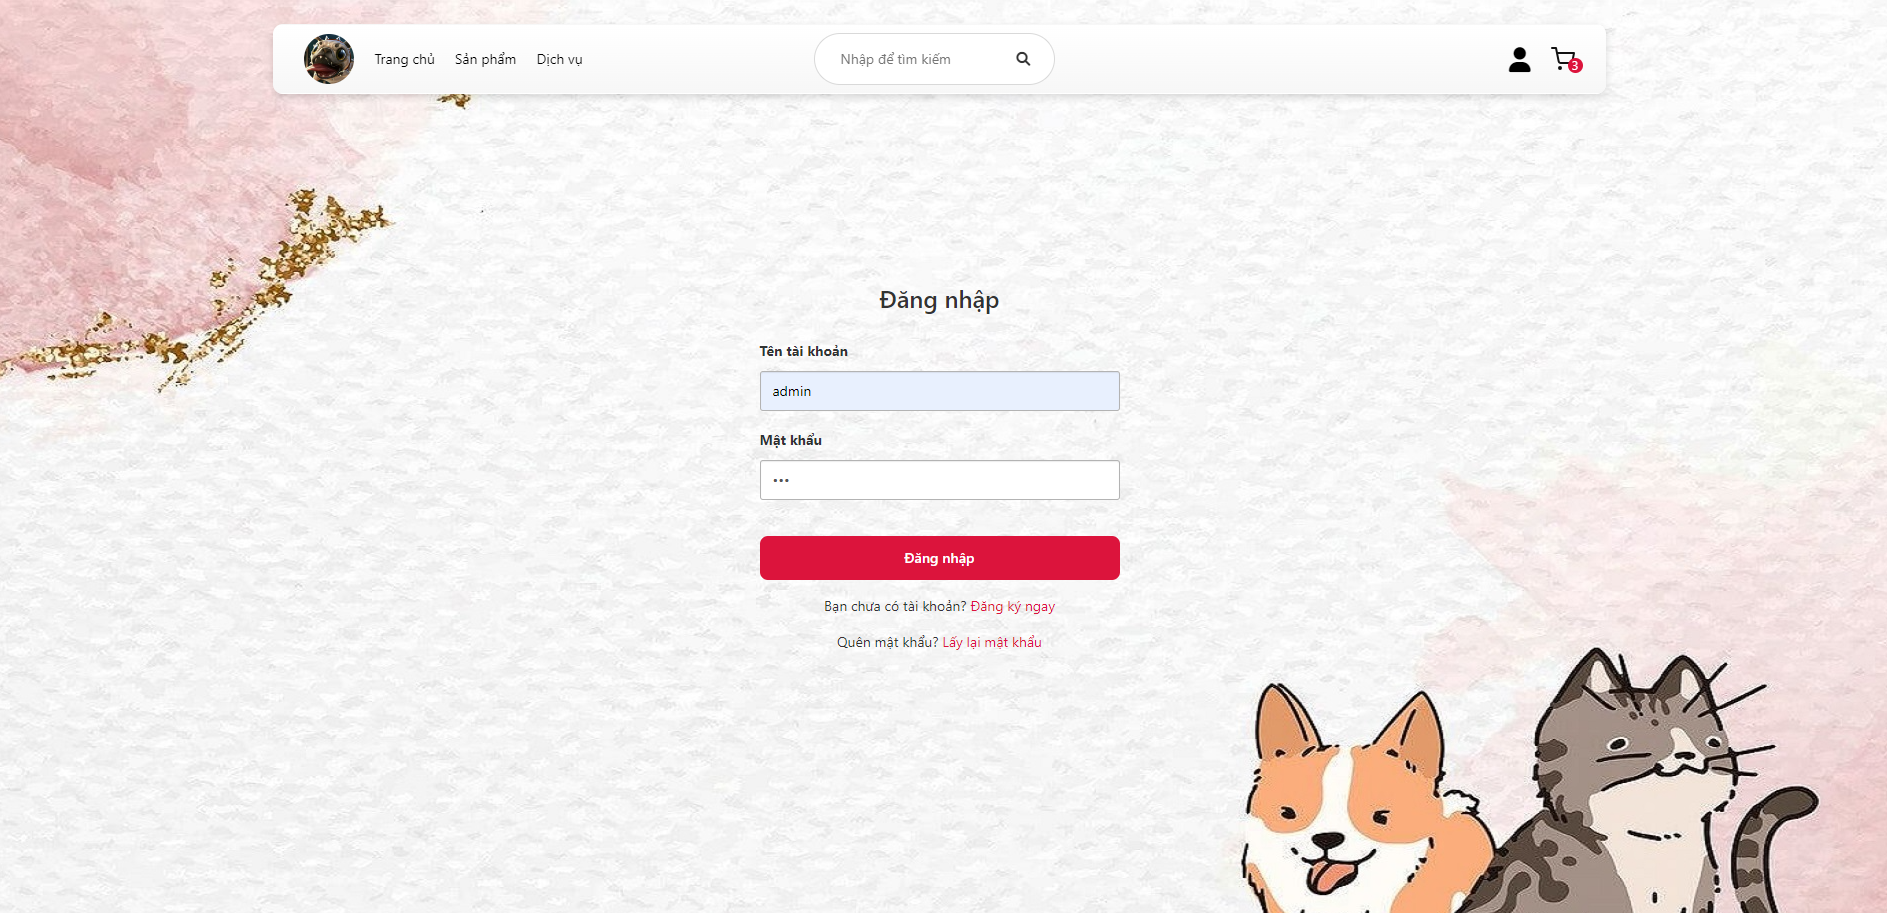 Trang chủ
Sản phẩm
Dịch vụ
Nhập để tìm kiếm
3
Đăng nhập
Tên tài khoản
admin
Mật khẩu
•••
Đăng nhập
Bạn chưa có tài khoản? Đăng ký ngay
Quên mật khẩu? Lấy lại mật khẩu